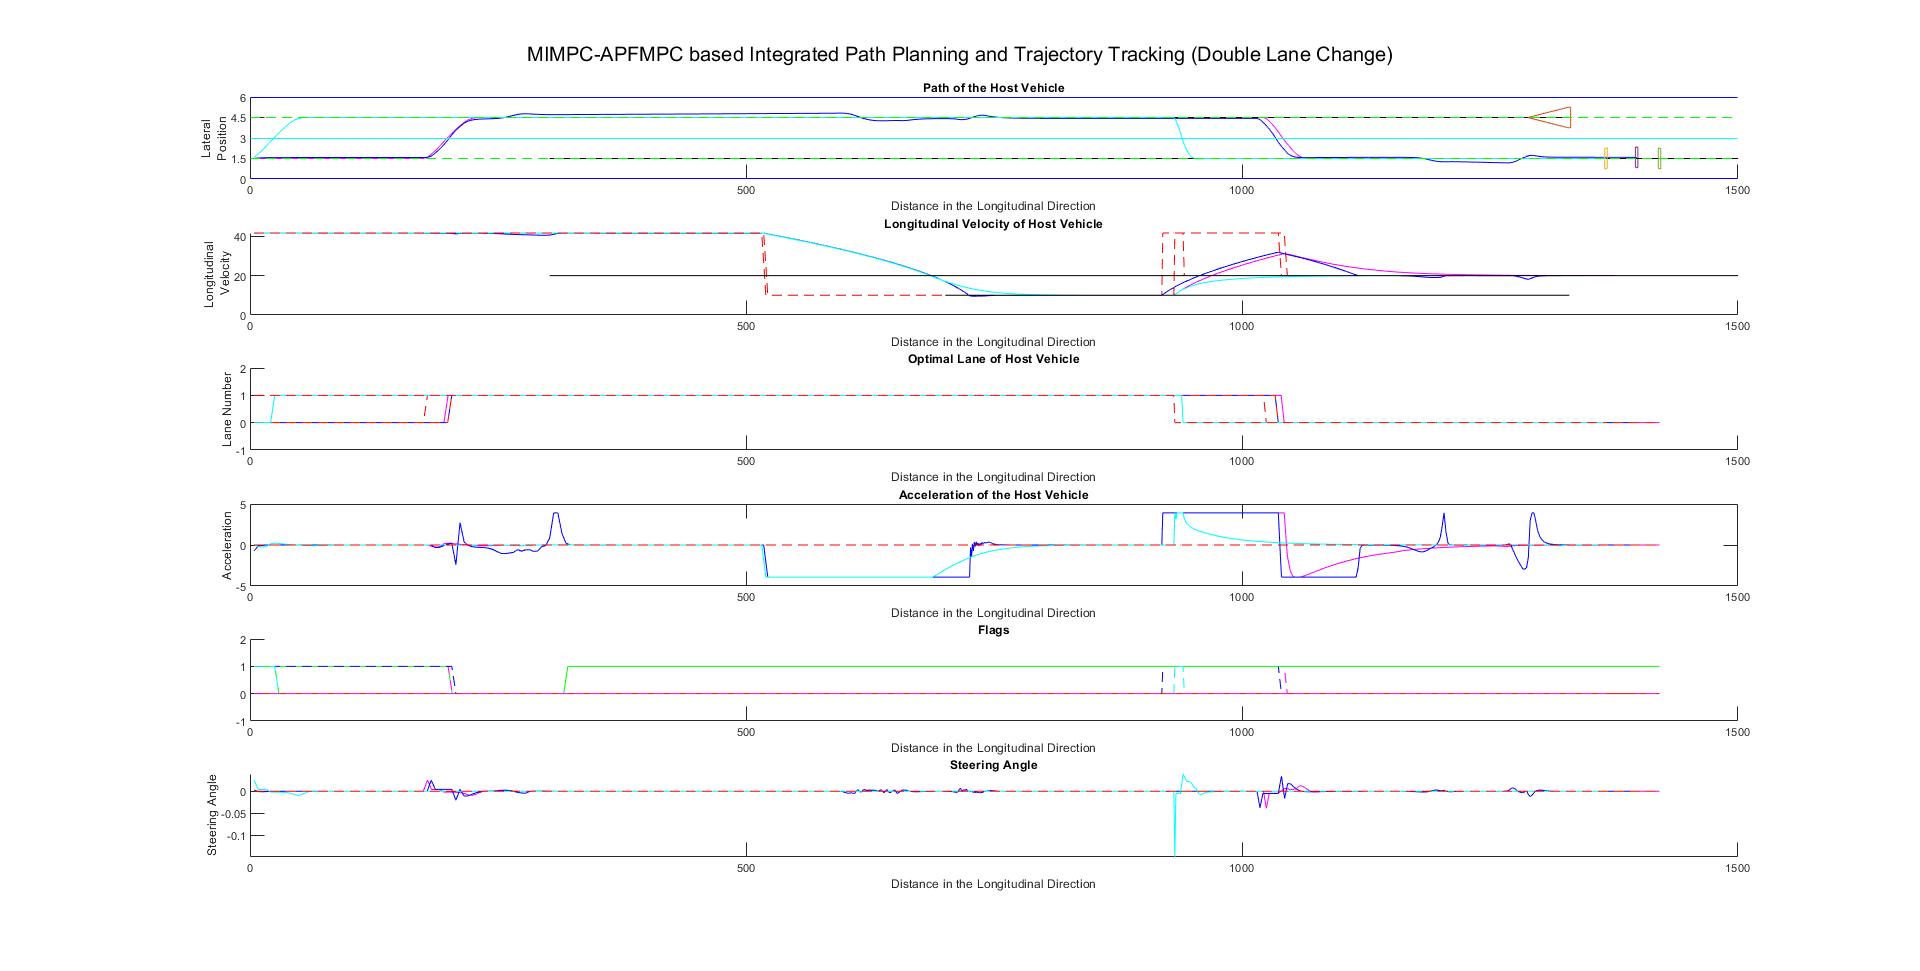 MIMPC-APFMPC based Integrated Path Planning and Trajectory Tracking (Double Lane Change)
Path of the Host Vehicle
Lateral
Position
6
4.5
3
1.5
0
0
500
1000
1500
Distance in the Longitudinal Direction
Longitudinal Velocity of Host Vehicle
Longitudinal
Velocity
40
20
0
0
500
1000
1500
Distance in the Longitudinal Direction
Optimal Lane of Host Vehicle
Lane Number
2
1
0
-1
0
500
1000
1500
Distance in the Longitudinal Direction
Acceleration of the Host Vehicle
Acceleration
5
0
-5
0
500
1000
1500
Distance in the Longitudinal Direction
Flags
2
1
0
-1
0
500
1000
1500
Distance in the Longitudinal Direction
Steering Angle
Steering Angle
0
-0.05
-0.1
0
500
1000
1500
Distance in the Longitudinal Direction